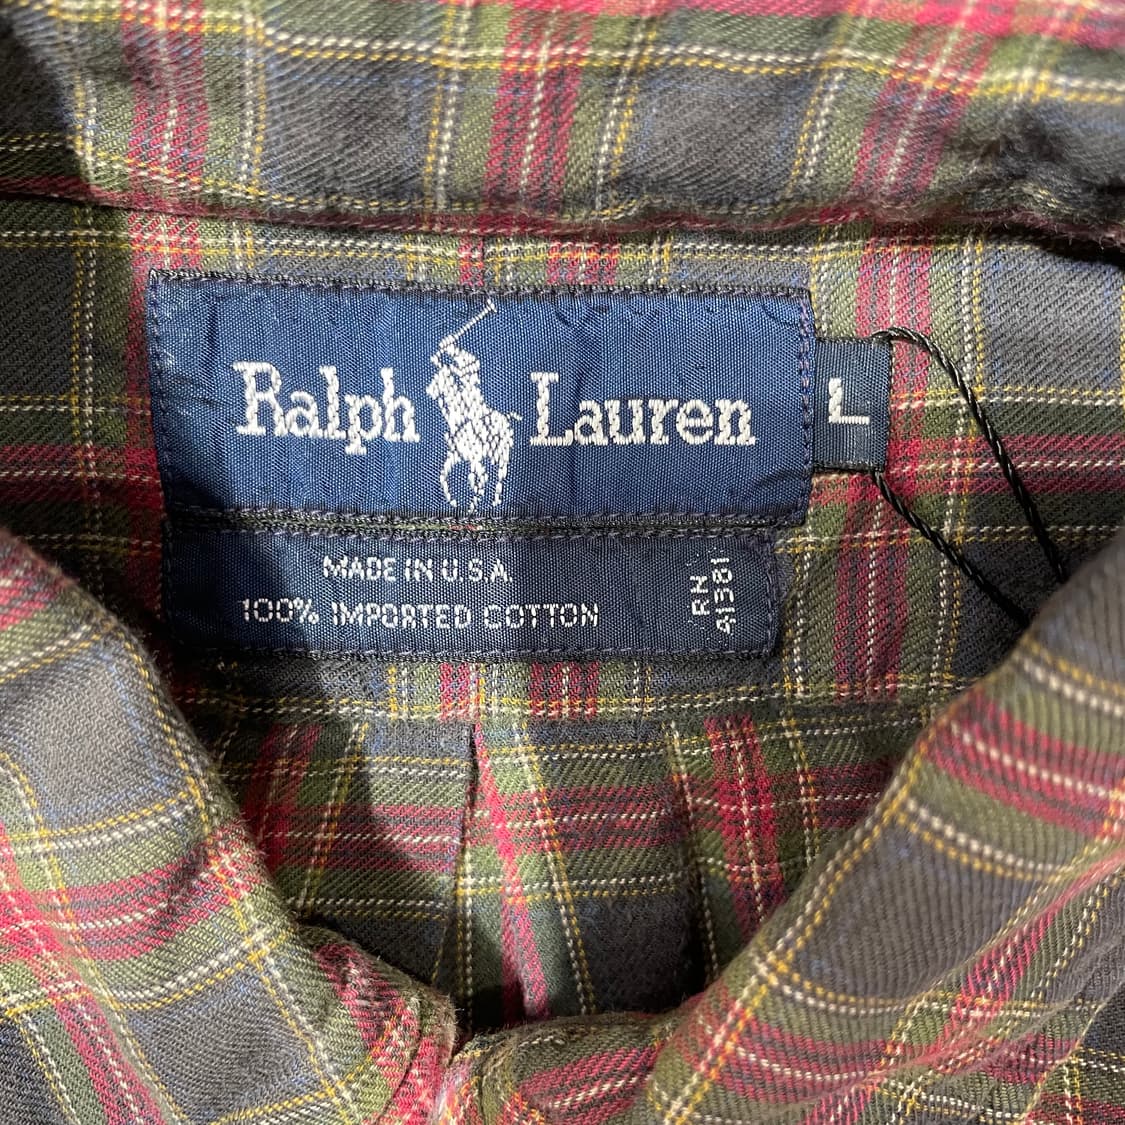 Ralph Lauren
L
MADE IN U.S.A.
100% IMPORTED COTTON
RN
41381